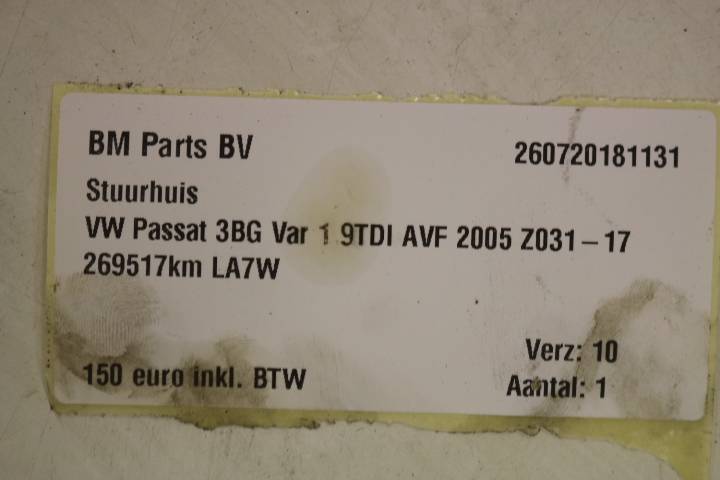 BM Parts BV 260720181131
Stuurhuis
VW Passat 3BG Var 1 9TDI AVF 2005 Z031-17
269517km LA7W
Verz: 10
150 euro inkl. BTW Aantal: 1